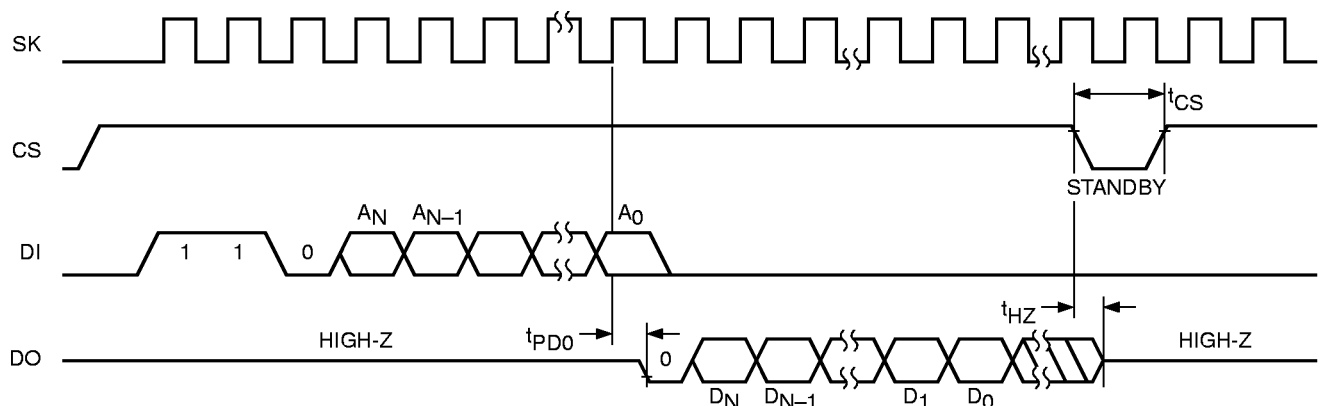 SK
CS
t_CS
STANDBY
DI
1 1 0 A_N A_N–1 A_0
DO
HIGH-Z
t_PD0
0
D_N D_N–1 D_1 D_0
t_HZ
HIGH-Z